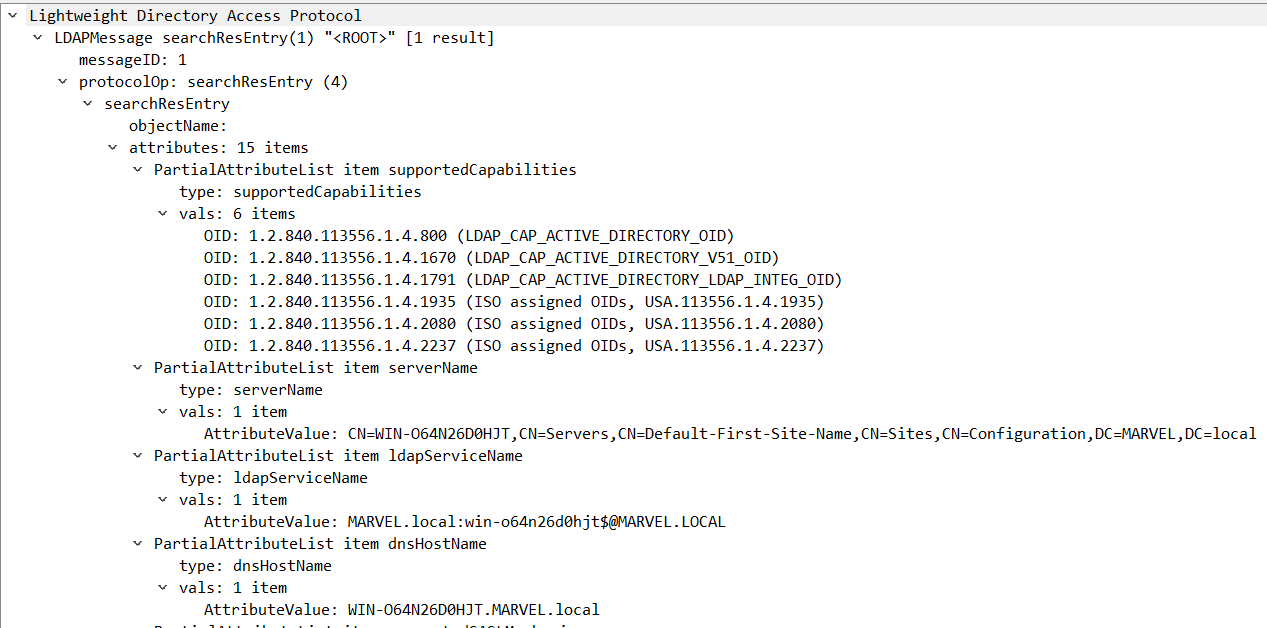 Lightweight Directory Access Protocol
LDAPMessage searchResEntry(1) "<ROOT>" [1 result]
messageID: 1
protocolOp: searchResEntry (4)
searchResEntry
objectName:
attributes: 15 items
PartialAttributeList item supportedCapabilities
type: supportedCapabilities
vals: 6 items
OID: 1.2.840.113556.1.4.800 (LDAP_CAP_ACTIVE_DIRECTORY_OID)
OID: 1.2.840.113556.1.4.1670 (LDAP_CAP_ACTIVE_DIRECTORY_V51_OID)
OID: 1.2.840.113556.1.4.1791 (LDAP_CAP_ACTIVE_DIRECTORY_LDAP_INTEG_OID)
OID: 1.2.840.113556.1.4.1935 (ISO assigned OIDs, USA.113556.1.4.1935)
OID: 1.2.840.113556.1.4.2080 (ISO assigned OIDs, USA.113556.1.4.2080)
OID: 1.2.840.113556.1.4.2237 (ISO assigned OIDs, USA.113556.1.4.2237)
PartialAttributeList item serverName
type: serverName
vals: 1 item
AttributeValue: CN=WIN-O64N26D0HJT,CN=Servers,CN=Default-First-Site-Name,CN=Sites,CN=Configuration,DC=MARVEL,DC=local
PartialAttributeList item ldapServiceName
type: ldapServiceName
vals: 1 item
AttributeValue: MARVEL.local:win-o64n26d0hjt$@MARVEL.LOCAL
PartialAttributeList item dnsHostName
type: dnsHostName
vals: 1 item
AttributeValue: WIN-O64N26D0HJT.MARVEL.local